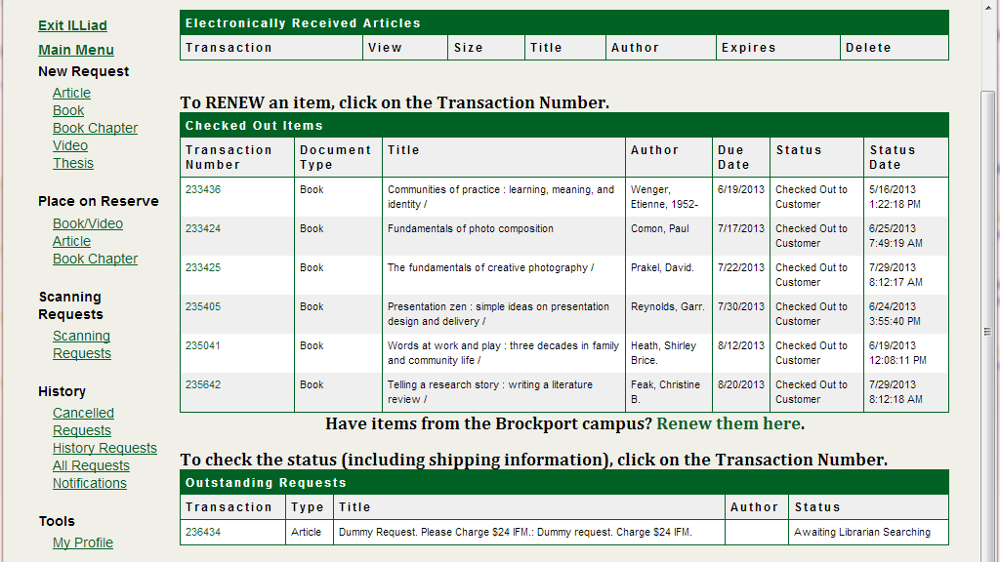 Exit ILLiad
Main Menu
New Request
Article
Book
Book Chapter
Video
Thesis
Place on Reserve
Book/Video
Article
Book Chapter
Scanning
Requests
Scanning
Requests
History
Cancelled
Requests
History Requests
All Requests
Notifications
Tools
My Profile
Electronically Received Articles
Transaction View Size Title Author Expires Delete
To RENEW an item, click on the Transaction Number.
Checked Out Items
Transaction Document Title Author Due Status Status
Number Type Date Date
233436 Book Communities of practice : learning, meaning, and Wenger, 6/19/2013 Checked Out to 5/16/2013
identity / Etienne, 1952- Customer 1:22:18 PM
233424 Book Fundamentals of photo composition Comon, Paul 7/17/2013 Checked Out to 6/25/2013
Customer 7:49:19 AM
233425 Book The fundamentals of creative photography / Prakel, David. 7/22/2013 Checked Out to 7/29/2013
Customer 8:12:17 AM
235405 Book Presentation zen : simple ideas on presentation Reynolds, Garr. 7/30/2013 Checked Out to 6/24/2013
design and delivery / Customer 3:55:40 PM
235041 Book Words at work and play : three decades in family Heath, Shirley 8/12/2013 Checked Out to 6/19/2013
and community life / Brice. Customer 12:08:11 PM
235642 Book Telling a research story : writing a literature Feak, Christine 8/20/2013 Checked Out to 7/29/2013
review / B. Customer 8:12:18 AM
Have items from the Brockport campus? Renew them here.
To check the status (including shipping information), click on the Transaction Number.
Outstanding Requests
Transaction Type Title Author Status
236434 Article Dummy Request. Please Charge $24 IFM.: Dummy request. Charge $24 IFM. Awaiting Librarian Searching